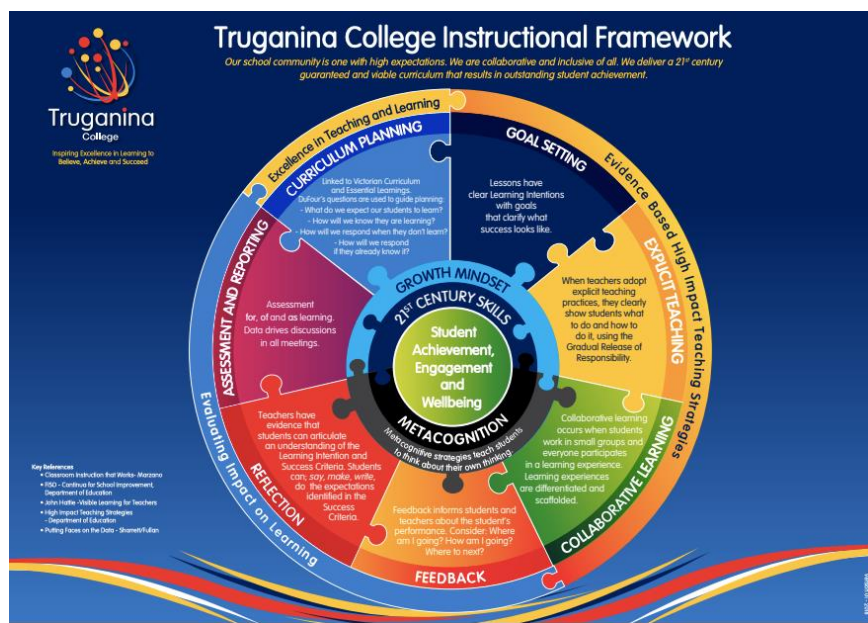 Truganina College Instructional Framework
Our school community is one with high expectations. We are collaborative and inclusive of all. We deliver a 21st century
guaranteed and viable curriculum that results in outstanding student achievement.
Truganina
College
Inspiring Excellence in Learning to
Believe, Achieve and Succeed
Excellence in Teaching and Learning
CURRICULUM PLANNING
Linked to Victorian Curriculum
and Essential Learnings.
DuFour's questions are used to guide planning:
- What do we expect our students to learn?
- How will we know they are learning?
- How will we respond when they don't learn?
- How will we respond
if they already know it?
GOAL SETTING
Lessons have
clear Learning Intentions
with goals
that clarify what
success looks like.
Evidence Based High Impact Teaching Strategies
EXPLICIT TEACHING
When teachers adopt
explicit teaching
practices, they clearly
show students what
to do and how to
do it, using the
Gradual Release of
Responsibility.
COLLABORATIVE LEARNING
Collaborative learning
occurs when students
work in small groups and
everyone participates
in a learning experience.
Learning experiences
are differentiated and
scaffolded.
FEEDBACK
Feedback informs students and
teachers about the student's
performance. Consider: Where
am I going? How am I going?
Where to next?
REFLECTION
Teachers have
evidence that
students can articulate
an understanding of the
Learning Intention and
Success Criteria. Students
can; say, make, write,
do the expectations
identified in the
Success
Criteria.
Evaluating Impact on Learning
ASSESSMENT AND REPORTING
Assessment
for, of and as learning.
Data drives discussions
in all meetings.
GROWTH MINDSET
21ST CENTURY SKILLS
Student
Achievement,
Engagement
and
Wellbeing
METACOGNITION
Metacognitive strategies teach students
to think about their own thinking.
Key References
• Classroom Instruction that Works- Marzano
• FISO - Continua for School Improvement,
Department of Education
• John Hattie -Visible Learning for Teachers
• High Impact Teaching Strategies
- Department of Education
• Putting Faces on the Data - Sharratt/Fullan